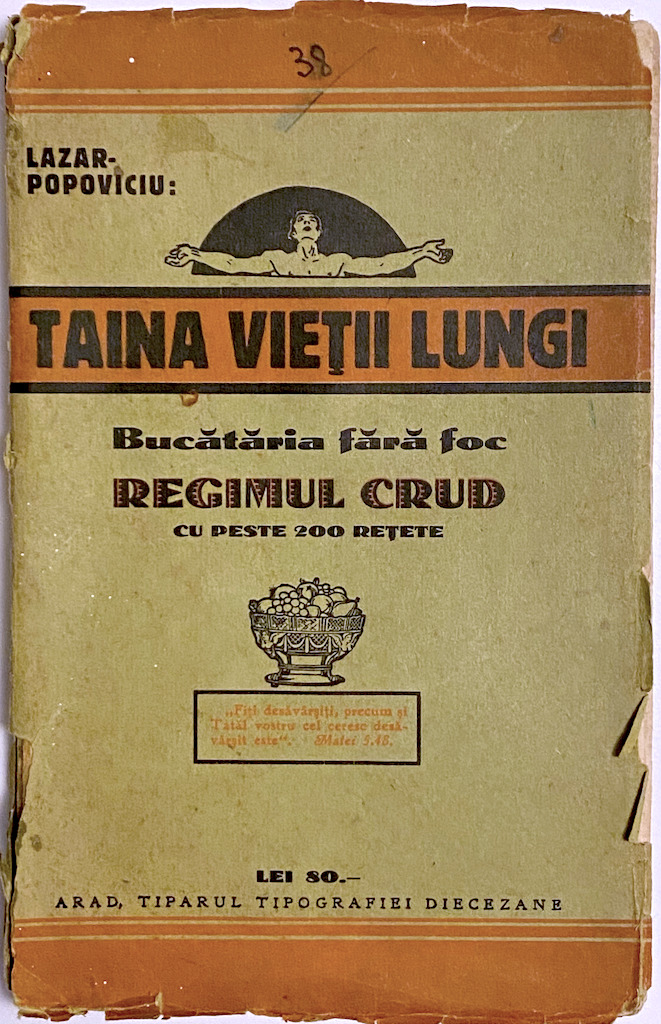 38
LAZAR-
POPOVICIU:
TAINA VIEŢII LUNGI
Bucătăria fără foc
REGIMUL CRUD
CU PESTE 200 REŢETE
„Fiţi desăvârşiţi, precum şi
Tatăl vostru cel ceresc desă-
vârşit este“. Matei 5.48.
LEI 80.—
ARAD, TIPARUL TIPOGRAFIEI DIECEZANE